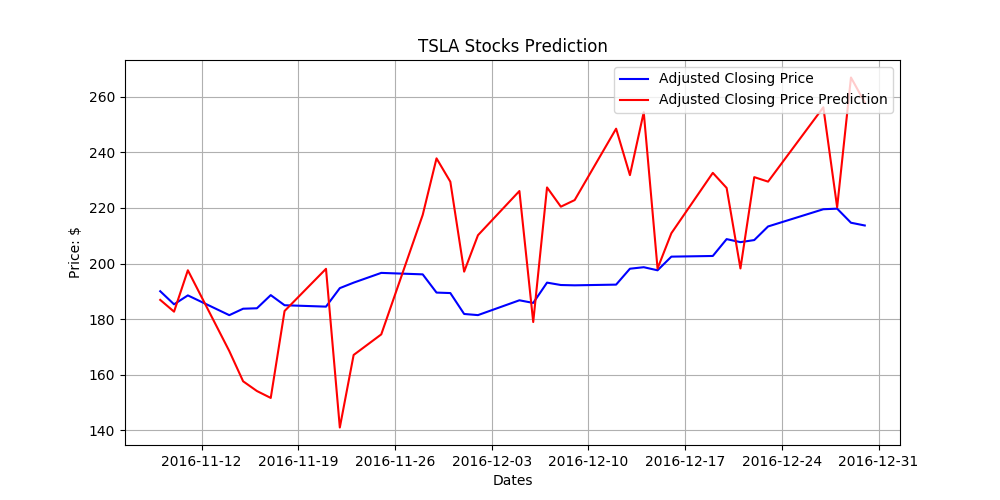 TSLA Stocks Prediction
Adjusted Closing Price
Adjusted Closing Price Prediction
Price: $
260
240
220
200
180
160
140
2016-11-12 2016-11-19 2016-11-26 2016-12-03 2016-12-10 2016-12-17 2016-12-24 2016-12-31
Dates